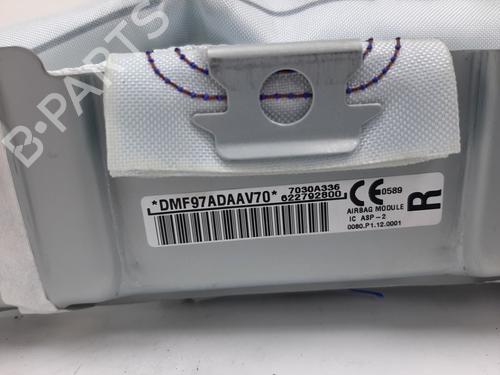 B-PARTS
*DMF97ADAAV70*
7030A336
622792800
CE 0589
AIRBAG MODULE
IC ASP-2
0080.P1.12.0001
R